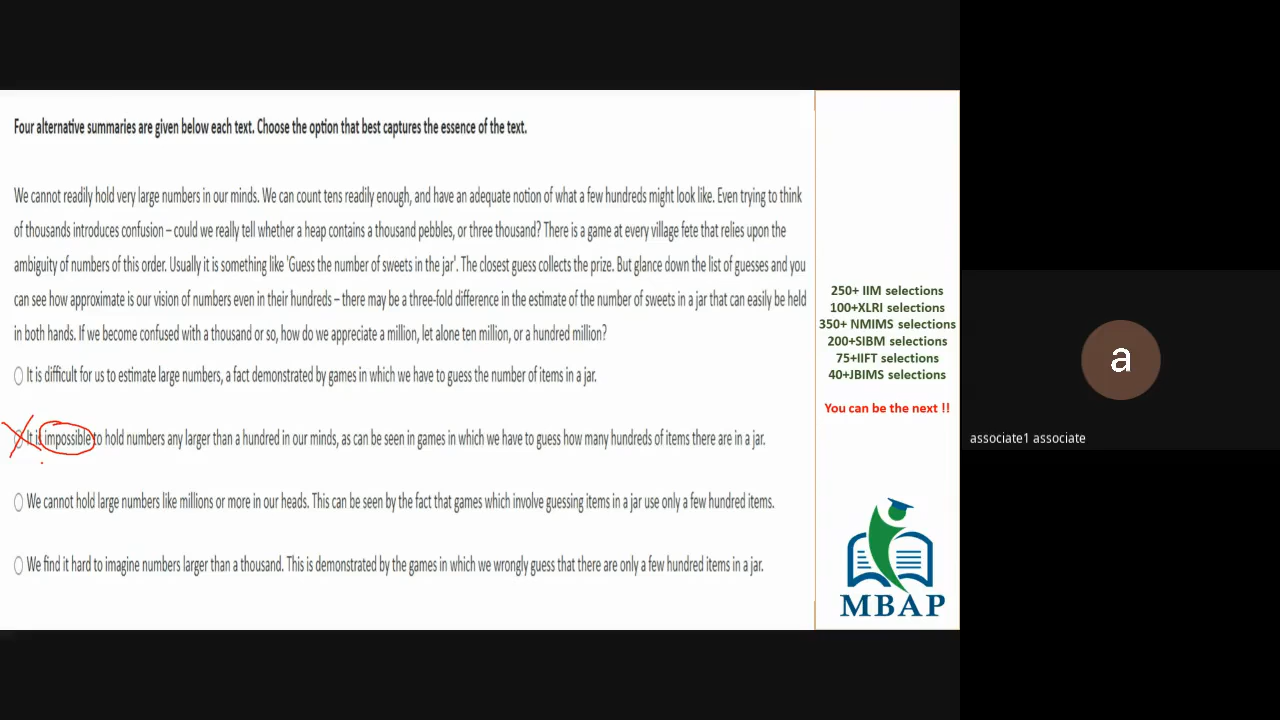 Four alternative summaries are given below each text. Choose the option that best captures the essence of the text.
We cannot readily hold very large numbers in our minds. We can count tens readily enough, and have an adequate notion of what a few hundreds might look like. Even trying to think
of thousands introduces confusion – could we really tell whether a heap contains a thousand pebbles, or three thousand? There is a game at every village fete that relies upon the
ambiguity of numbers of this order. Usually it is something like 'Guess the number of sweets in the jar'. The closest guess collects the prize. But glance down the list of guesses and you
can see how approximate is our vision of numbers even in their hundreds – there may be a three-fold difference in the estimate of the number of sweets in a jar that can easily be held
in both hands. If we become confused with a thousand or so, how do we appreciate a million, let alone ten million, or a hundred million?
It is difficult for us to estimate large numbers, a fact demonstrated by games in which we have to guess the number of items in a jar.
It is impossible to hold numbers any larger than a hundred in our minds, as can be seen in games in which we have to guess how many hundreds of items there are in a jar.
We cannot hold large numbers like millions or more in our heads. This can be seen by the fact that games which involve guessing items in a jar use only a few hundred items.
We find it hard to imagine numbers larger than a thousand. This is demonstrated by the games in which we wrongly guess that there are only a few hundred items in a jar.
250+ IIM selections
100+XLRI selections
350+ NMIMS selections
200+SIBM selections
75+IIFT selections
40+JBIMS selections
You can be the next !!
MBAP
a
associate1 associate